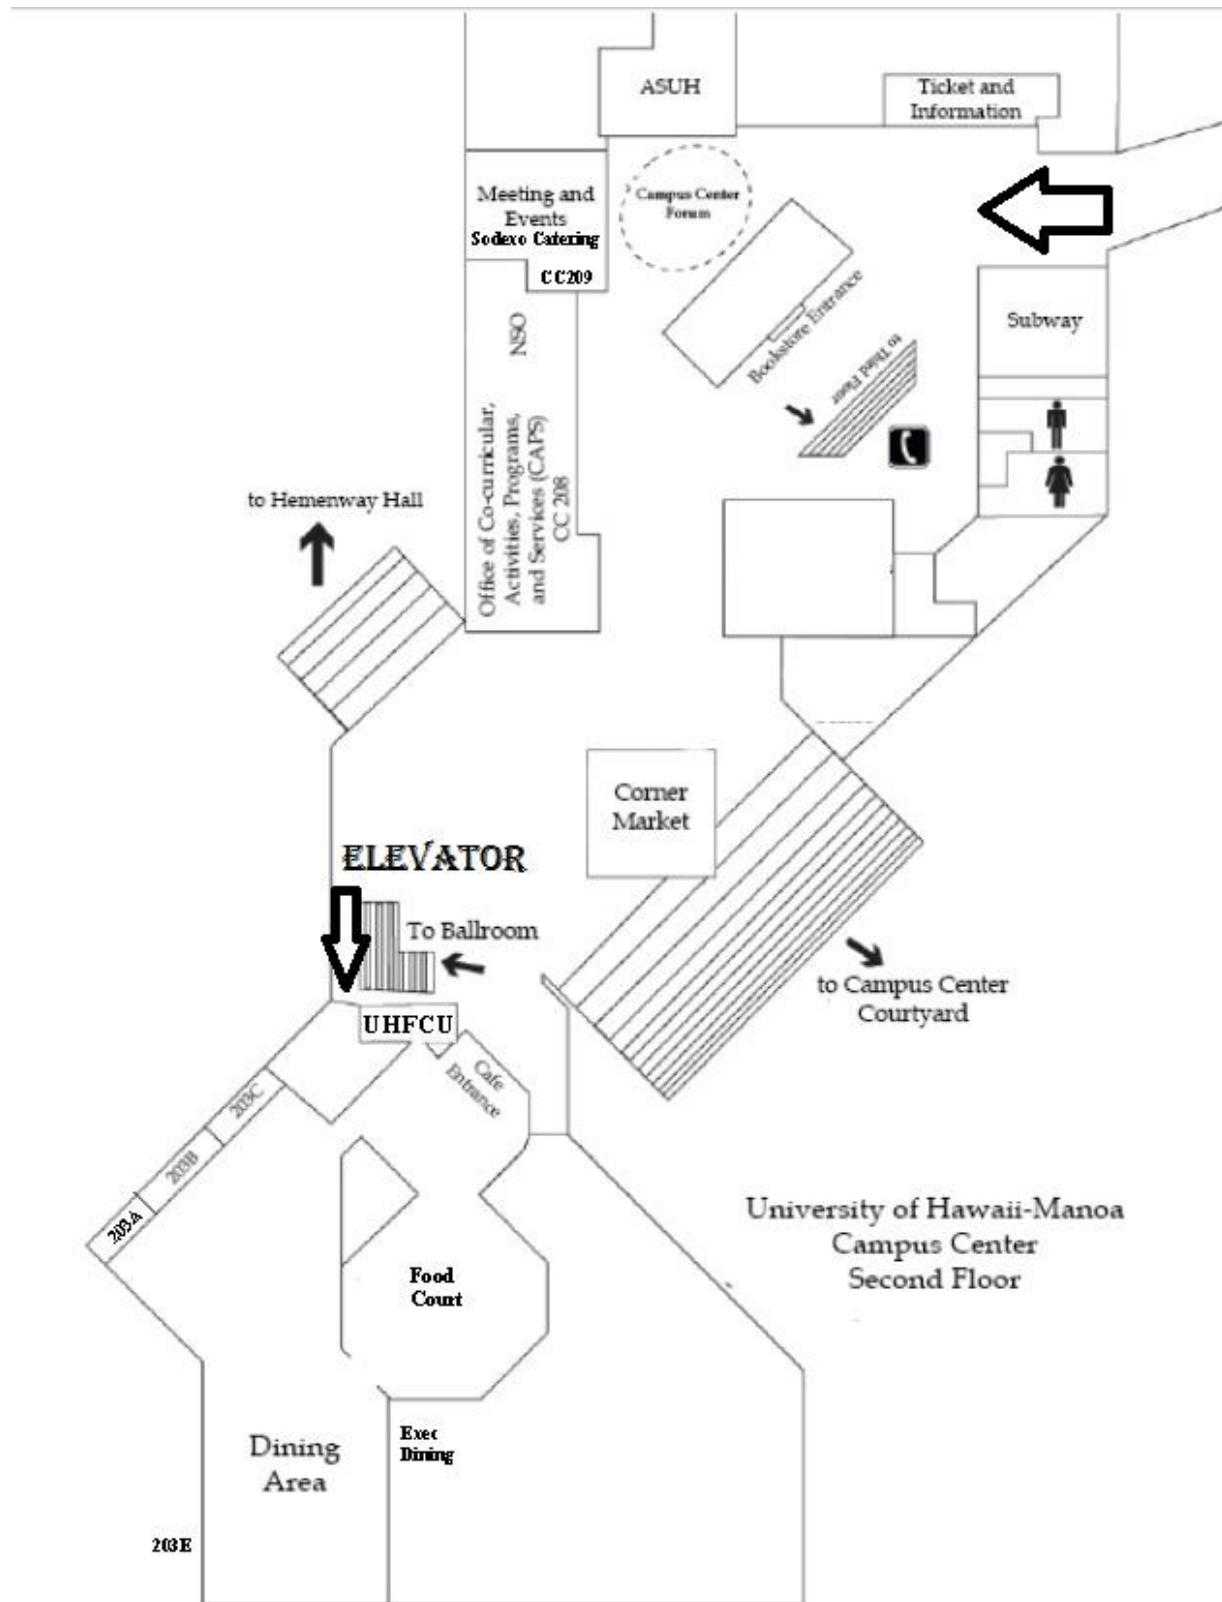 ASUH
Ticket and
Information
Meeting and
Events
Sodexo Catering
CC209
Campus Center
Forum
Bookstore Entrance
to Third Floor
Subway
NSO
Office of Co-curricular,
Activities, Programs,
and Services (CAPS)
CC 208
to Hemenway Hall
Corner
Market
ELEVATOR
To Ballroom
to Campus Center
Courtyard
UHFCU
Cafe
Entrance
203C
203B
203A
University of Hawaii-Manoa
Campus Center
Second Floor
Food
Court
Exec
Dining
Dining
Area
203E